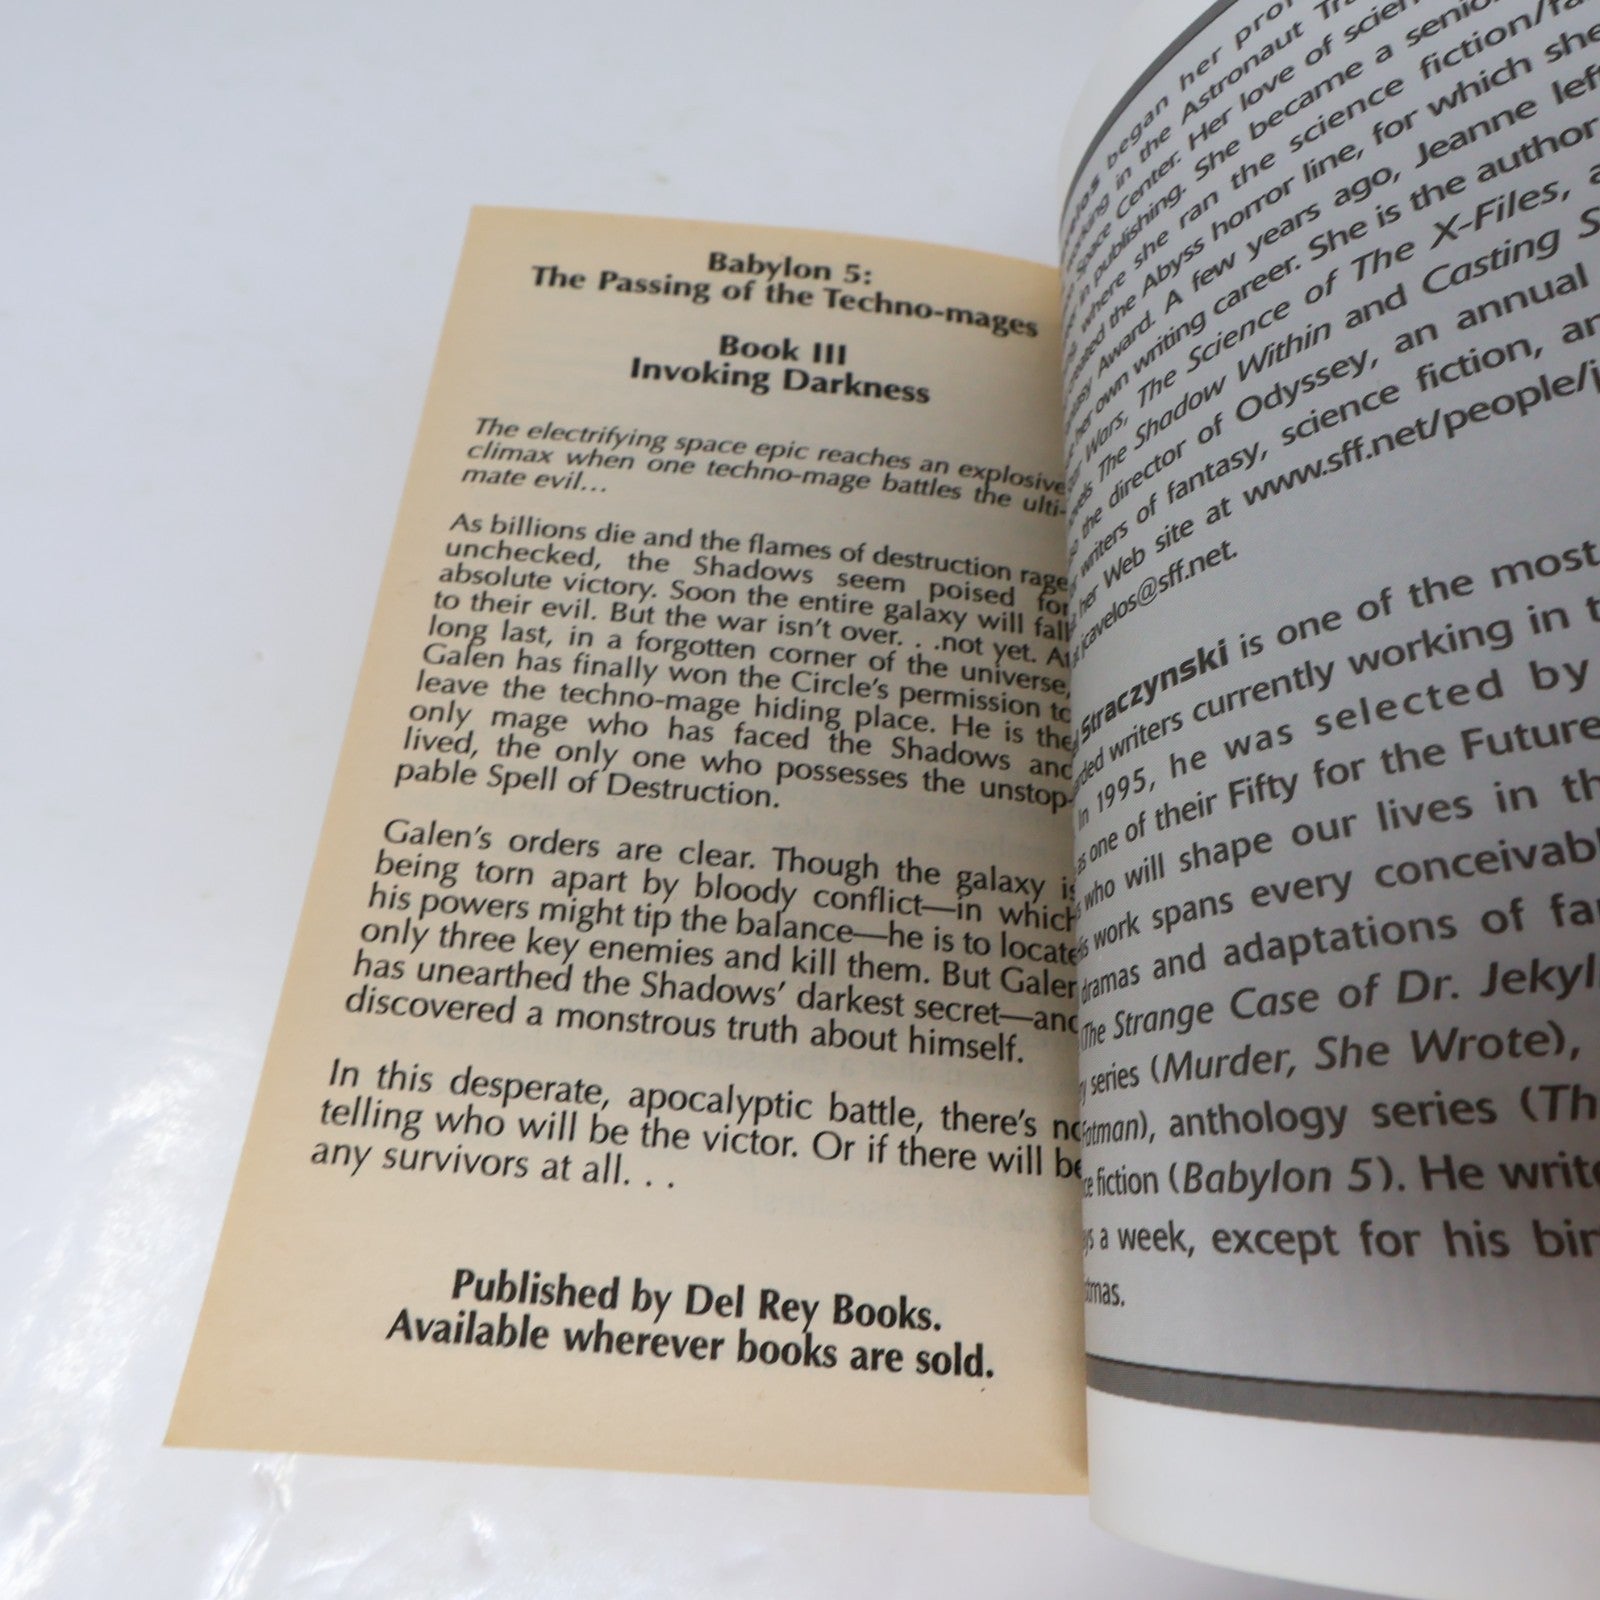 Babylon 5:
The Passing of the Techno-mages
Book III
Invoking Darkness
The electrifying space epic reaches an explosive
climax when one techno-mage battles the ulti-
mate evil...
As billions die and the flames of destruction rage
unchecked, the Shadows seem poised for
absolute victory. Soon the entire galaxy will fall
to their evil. But the war isn't over. . .not yet. At
long last, in a forgotten corner of the universe,
Galen has finally won the Circle's permission to
leave the techno-mage hiding place. He is the
only mage who has faced the Shadows and
lived, the only one who possesses the unstop-
pable Spell of Destruction.
Galen's orders are clear. Though the galaxy is
being torn apart by bloody conflict—in which
his powers might tip the balance—he is to locate
only three key enemies and kill them. But Galen
has unearthed the Shadows' darkest secret—and
discovered a monstrous truth about himself.
In this desperate, apocalyptic battle, there's no
telling who will be the victor. Or if there will be
any survivors at all. . .
Published by Del Rey Books.
Available wherever books are sold.
began her
in the Astronaut
Space Center. Her love of
in publishing. She became a senior
where she ran the science fiction/
created the Abyss horror line, for which she
Award. A few years ago, Jeanne left
her own writing career. She is the author
Wars, The Science of The X-Files,
The Shadow Within and Casting
the director of Odyssey, an annual
writers of fantasy, science fiction,
her Web site at www.sff.net/people/
jcavelos@sff.net.
Straczynski is one of the most
writers currently working in
In 1995, he was selected by
as one of their Fifty for the Future
who will shape our lives in
work spans every conceivable
dramas and adaptations of
(The Strange Case of Dr. Jekyll
series (Murder, She Wrote),
anthology series (
fiction (Babylon 5). He
a week, except for his